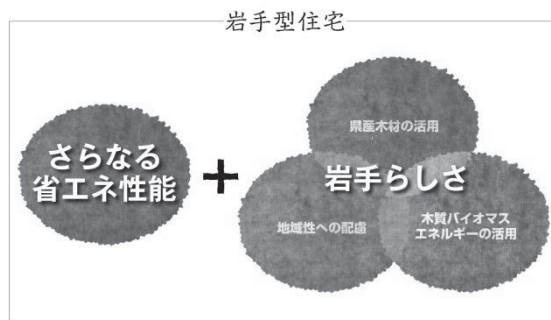 岩手型住宅
さらなる
省エネ性能
+
県産木材の活用
岩手らしさ
地域性への配慮
木質バイオマス
エネルギーの活用